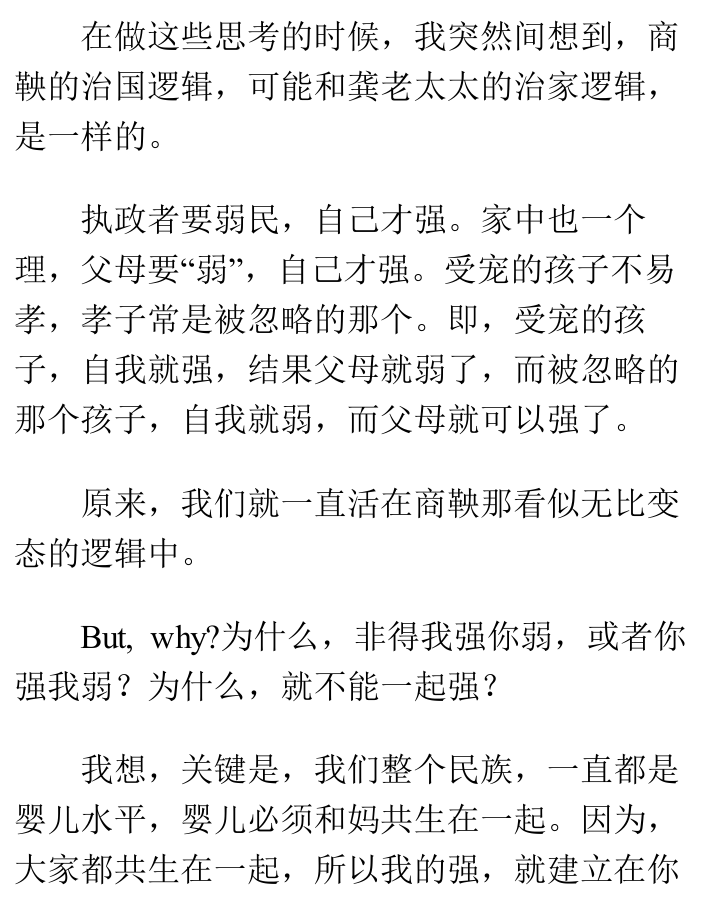 在做这些思考的时候，我突然间想到，商
鞅的治国逻辑，可能和龚老太太的治家逻辑，
是一样的。
执政者要弱民，自己才强。家中也一个
理，父母要“弱”，自己才强。受宠的孩子不易
孝，孝子常是被忽略的那个。即，受宠的孩
子，自我就强，结果父母就弱了，而被忽略的
那个孩子，自我就弱，而父母就可以强了。
原来，我们就一直活在商鞅那看似无比变
态的逻辑中。
But, why?为什么，非得我强你弱，或者你
强我弱？为什么，就不能一起强？
我想，关键是，我们整个民族，一直都是
婴儿水平，婴儿必须和妈共生在一起。因为，
大家都共生在一起，所以我的强，就建立在你